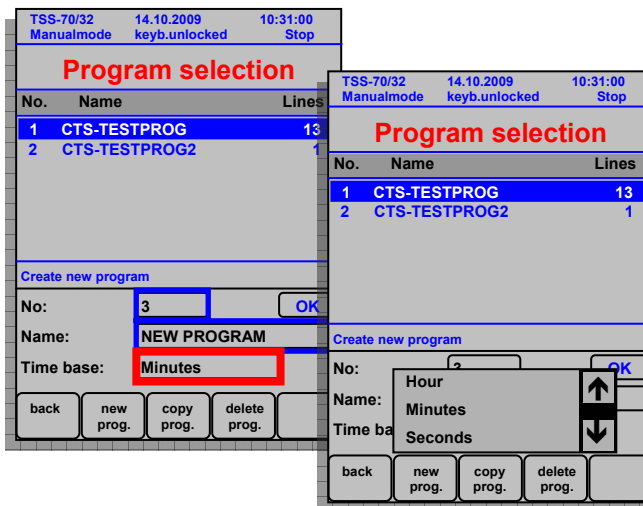 TSS-70/32 14.10.2009 10:31:00
Manualmode keyb.unlocked Stop
Program selection
No. Name Lines
1 CTS-TESTPROG 13
2 CTS-TESTPROG2 1
Create new program
No: 3 OK
Name: NEW PROGRAM
Time base: Minutes
back new prog. copy prog. delete prog.
TSS-70/32 14.10.2009 10:31:00
Manualmode keyb.unlocked Stop
Program selection
No. Name Lines
1 CTS-TESTPROG 13
2 CTS-TESTPROG2 1
Create new program
No: 3 OK
Hour
Name:
Minutes
Time ba
Seconds
back new prog. copy prog. delete prog.